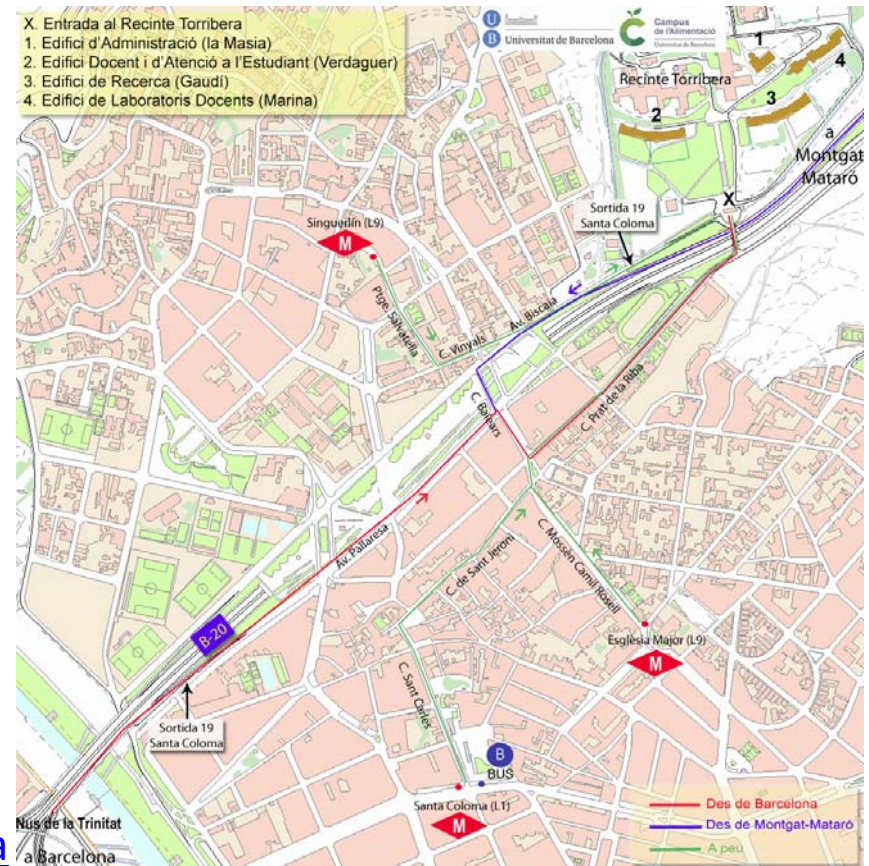 X. Entrada al Recinte Torribera
1. Edifici d'Administració (la Masia)
2. Edifici Docent i d'Atenció a l'Estudiant (Verdaguer)
3. Edifici de Recerca (Gaudí)
4. Edifici de Laboratoris Docents (Marina)
U
B Universitat de Barcelona
Campus
de l'Alimentació
Universitat de Barcelona
1
4
Recinte Torribera
3
2
a
Montgat
Mataró
X
Sortida 19
Santa Coloma
Singuerlín (L9)
M
Ptge. Salvatella
C. Vinyals
Av. Biscaia
C. Balears
C. Prat de la Riba
Av. Pallaresa
C. de Sant Jeroni
C. Mossèn Camil Rosell
B-20
Església Major (L9)
M
C. Sant Carles
Sortida 19
Santa Coloma
B
BUS
Santa Coloma (L1)
M
Nus de la Trinitat
a Barcelona
a
Des de Barcelona
Des de Montgat-Mataró
A peu